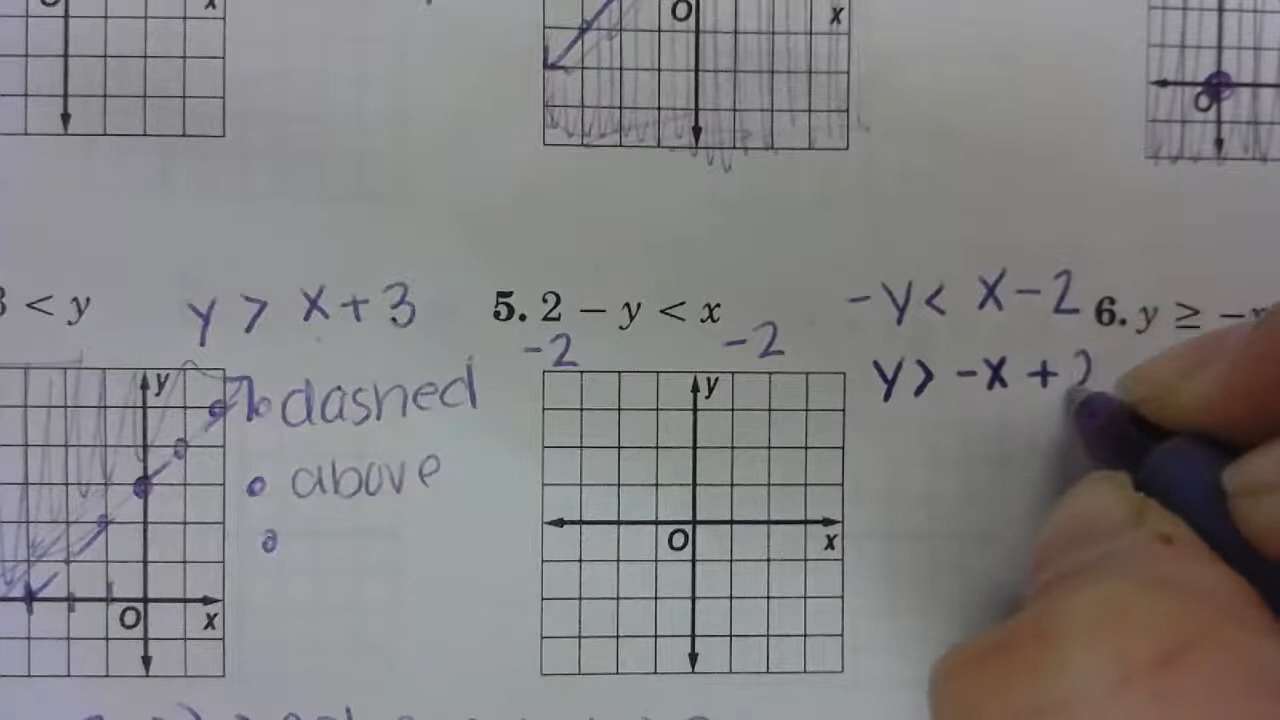 O x
O
3 < y y > x + 3 5. 2 – y < x -y < x - 2 6. y ≥ –x
-2 -2 y > -x + 2
y dashed y
above
O x
O x